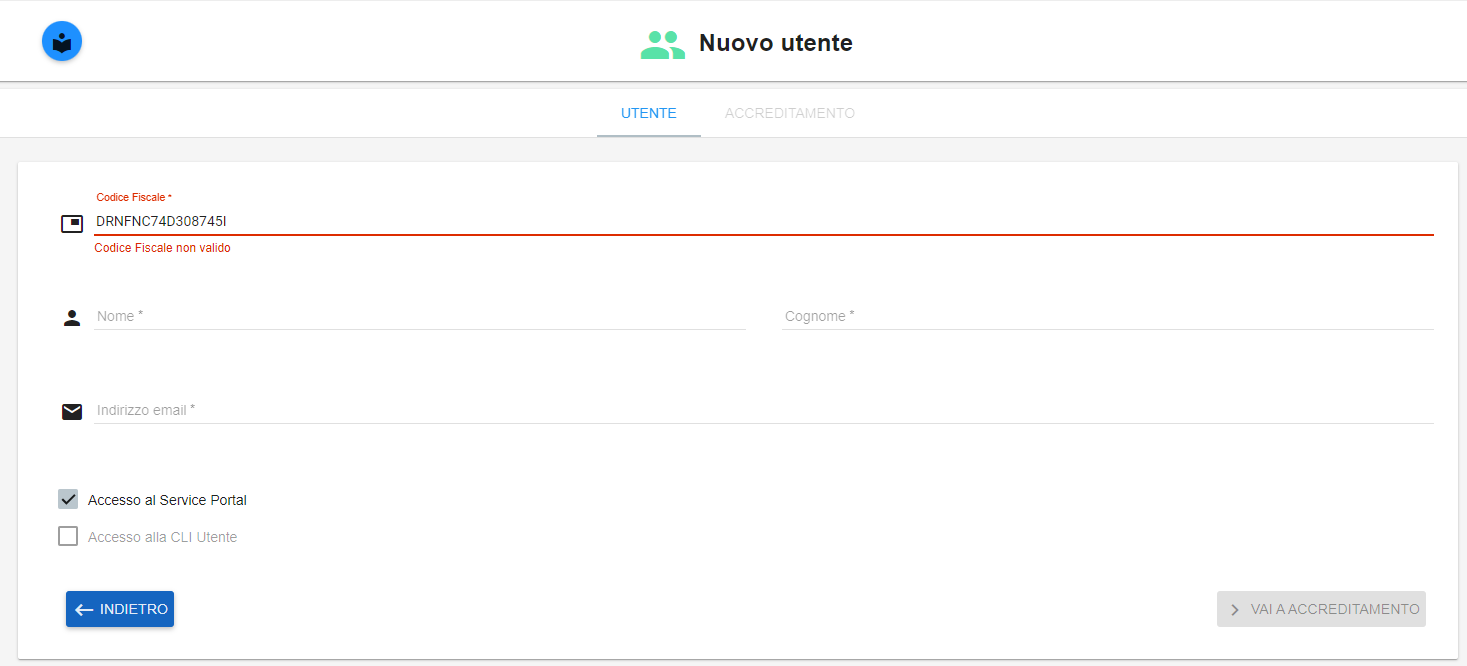 Nuovo utente
UTENTE ACCREDITAMENTO
Codice Fiscale *
DRNFNC74D308745I
Codice Fiscale non valido
Nome * Cognome *
Indirizzo email *
Accesso al Service Portal
Accesso alla CLI Utente
INDIETRO VAI A ACCREDITAMENTO